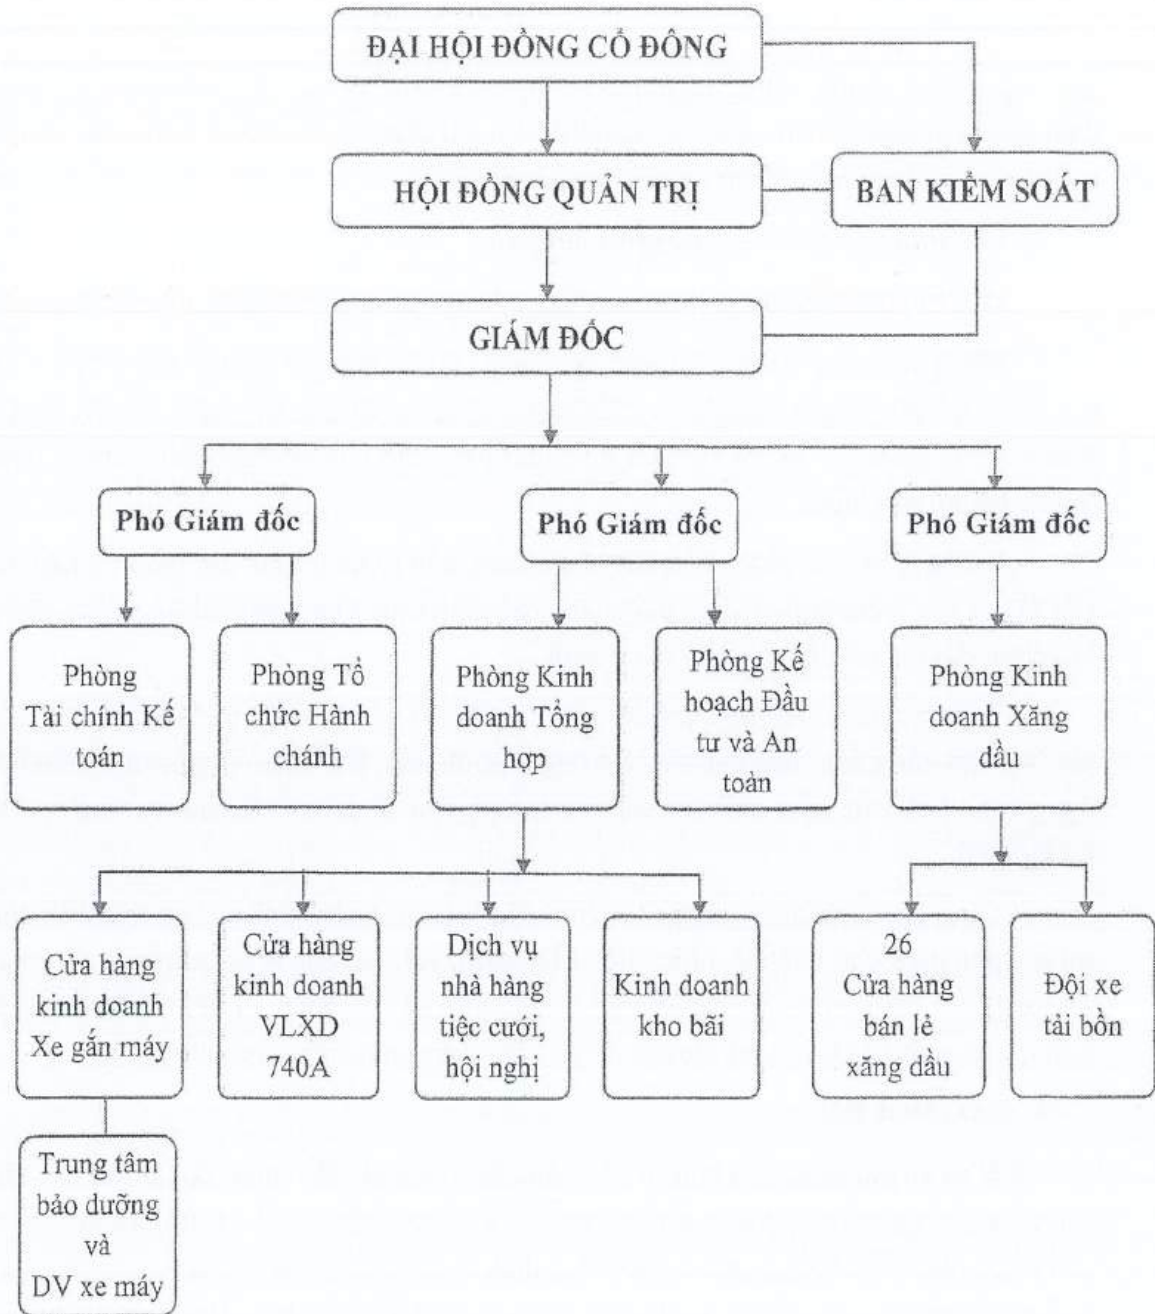 ĐẠI HỘI ĐỒNG CỔ ĐÔNG
HỘI ĐỒNG QUẢN TRỊ
BAN KIỂM SOÁT
GIÁM ĐỐC
Phó Giám đốc
Phó Giám đốc
Phó Giám đốc
Phòng
Tài chính Kế
toán
Phòng Tổ
chức Hành
chánh
Phòng Kinh
doanh Tổng
hợp
Phòng Kế
hoạch Đầu
tư và An
toàn
Phòng Kinh
doanh Xăng
dầu
Cửa hàng
kinh doanh
Xe gắn máy
Cửa hàng
kinh doanh
VLXD
740A
Dịch vụ
nhà hàng
tiệc cưới,
hội nghị
Kinh doanh
kho bãi
26
Cửa hàng
bán lẻ
xăng dầu
Đội xe
tải bồn
Trung tâm
bảo dưỡng
và
DV xe máy